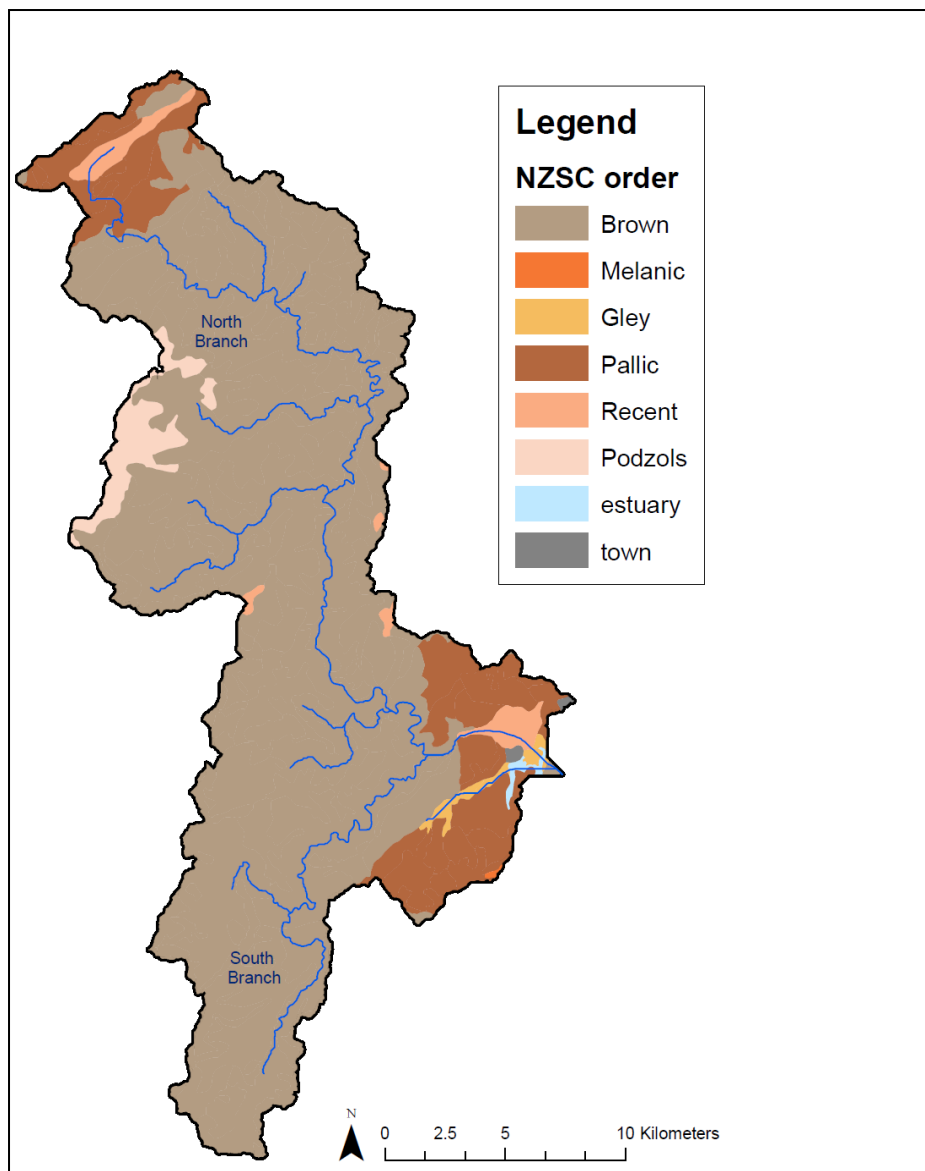 Legend
NZSC order
Brown
Melanic
Gley
Pallic
Recent
Podzols
estuary
town
North
Branch
South
Branch
N
0 2.5 5 10 Kilometers